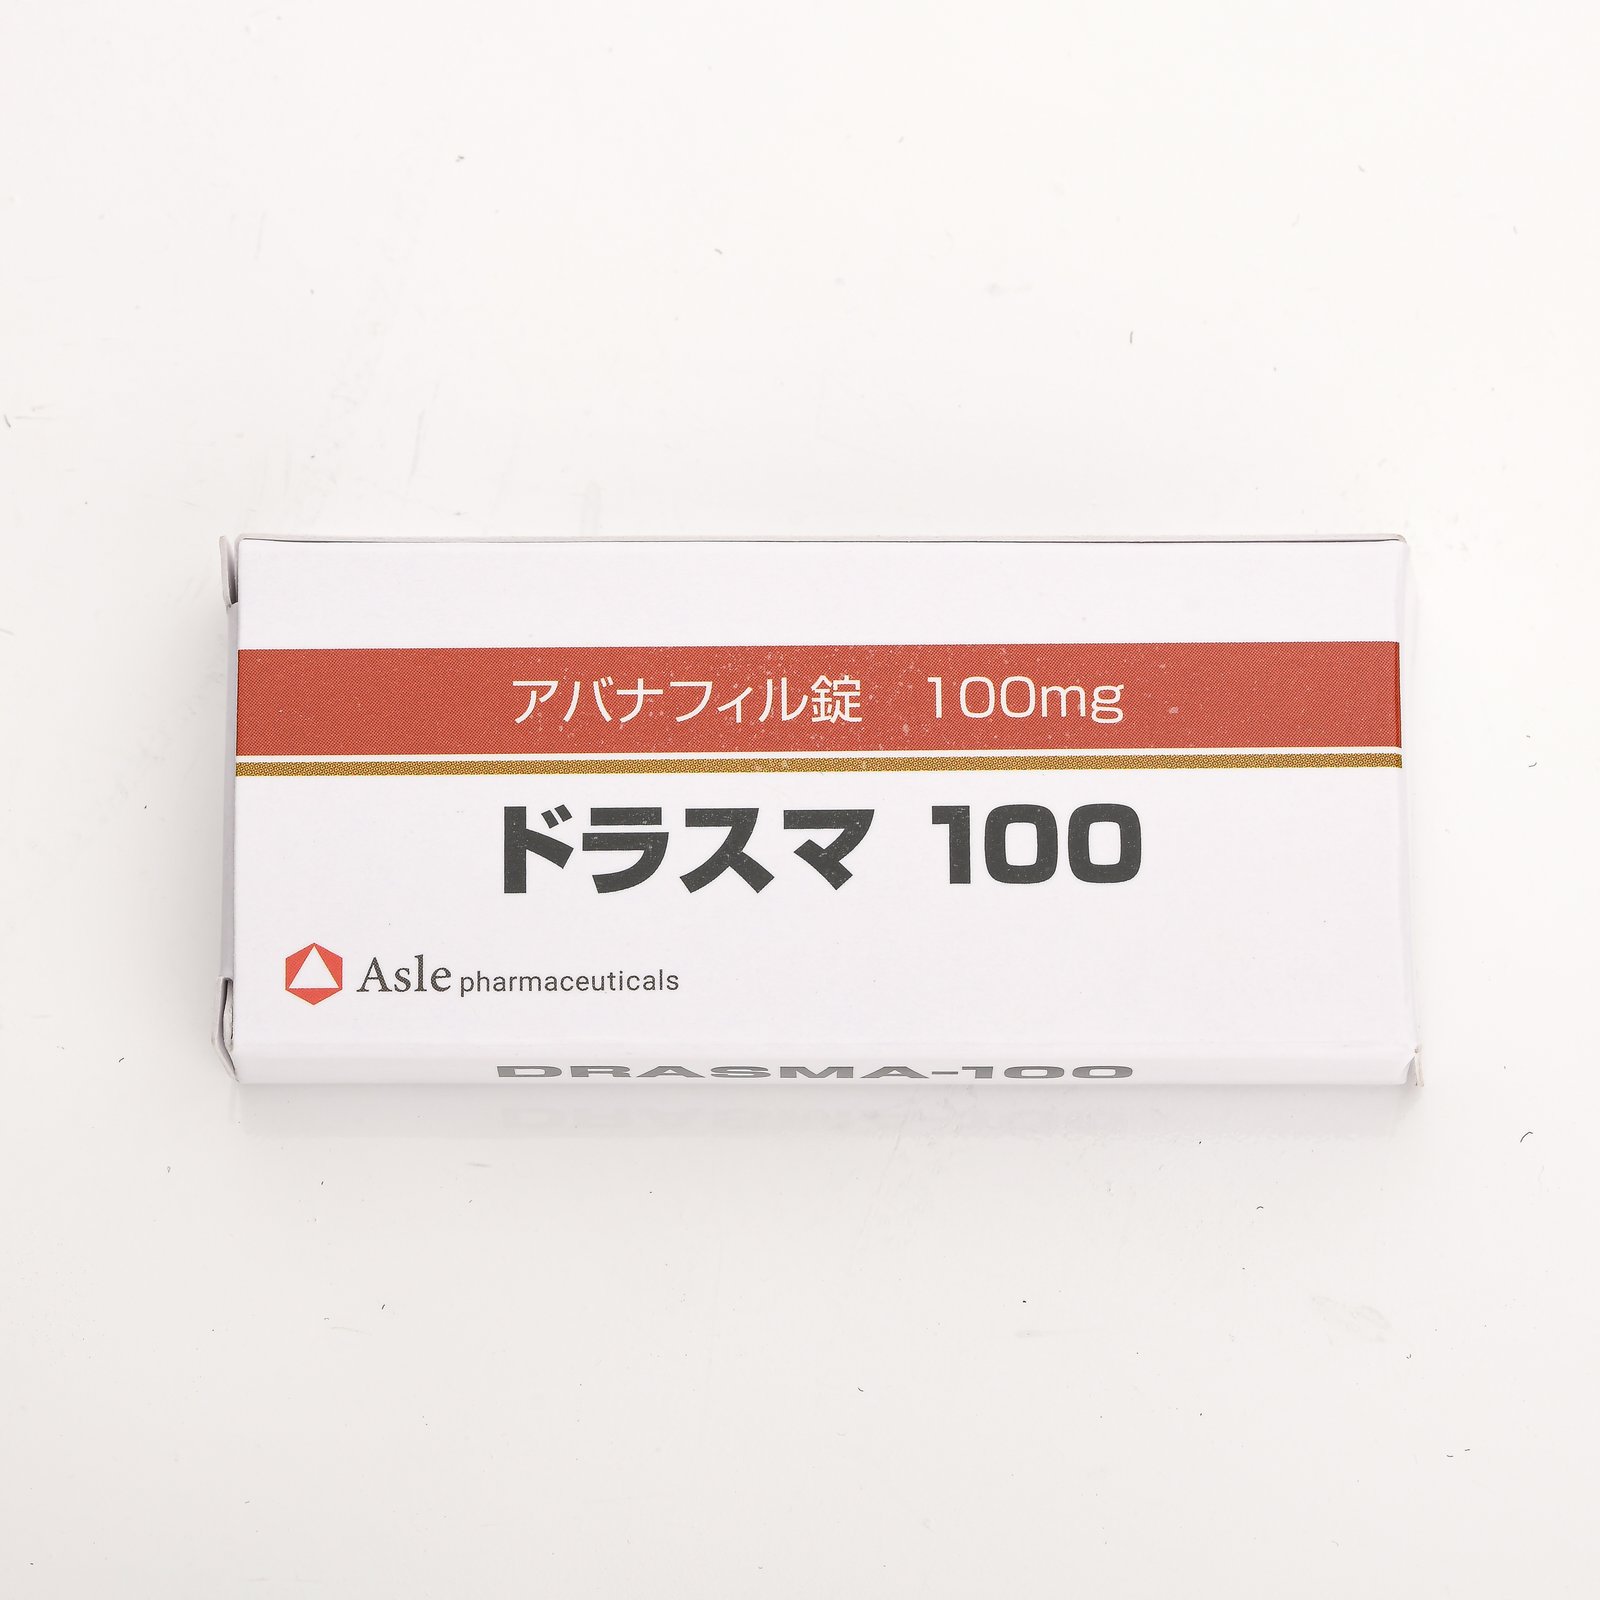 アバナフィル錠 100mg
ドラスマ 100
Asle pharmaceuticals
DRASMA-100